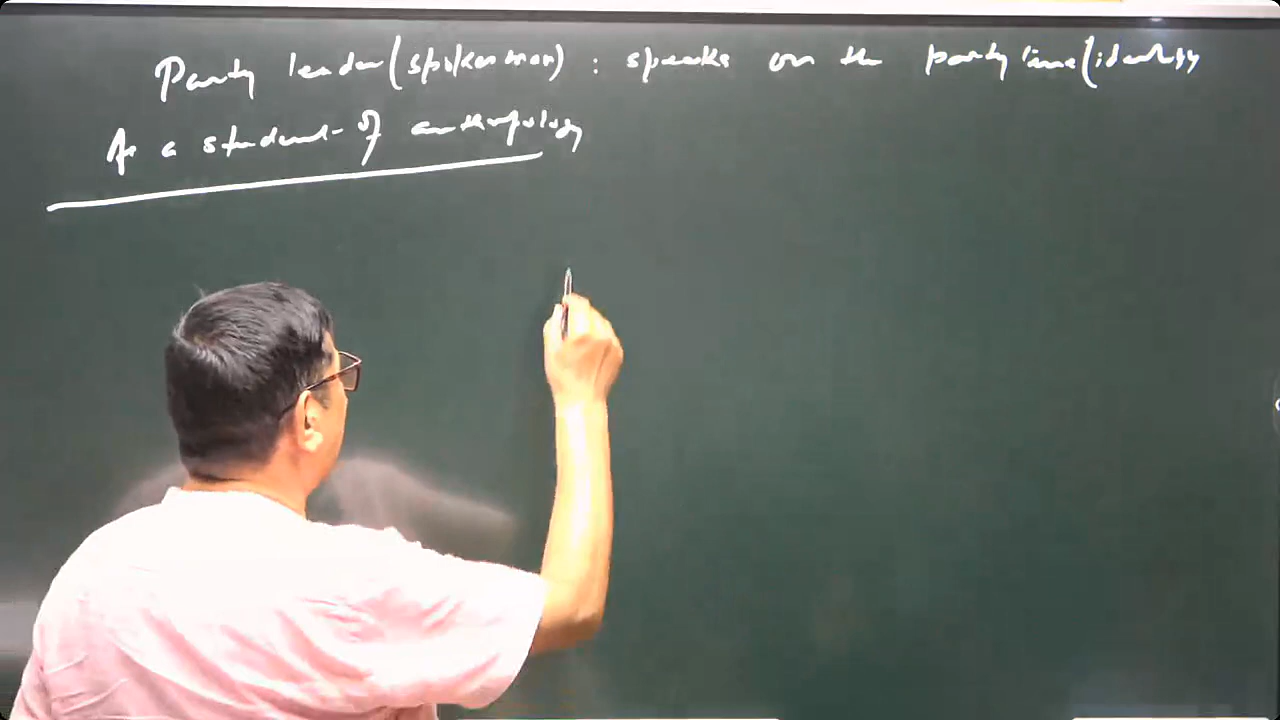 Party leader (spokesman) : speaks on the party line (ideology
As a student of anthropology